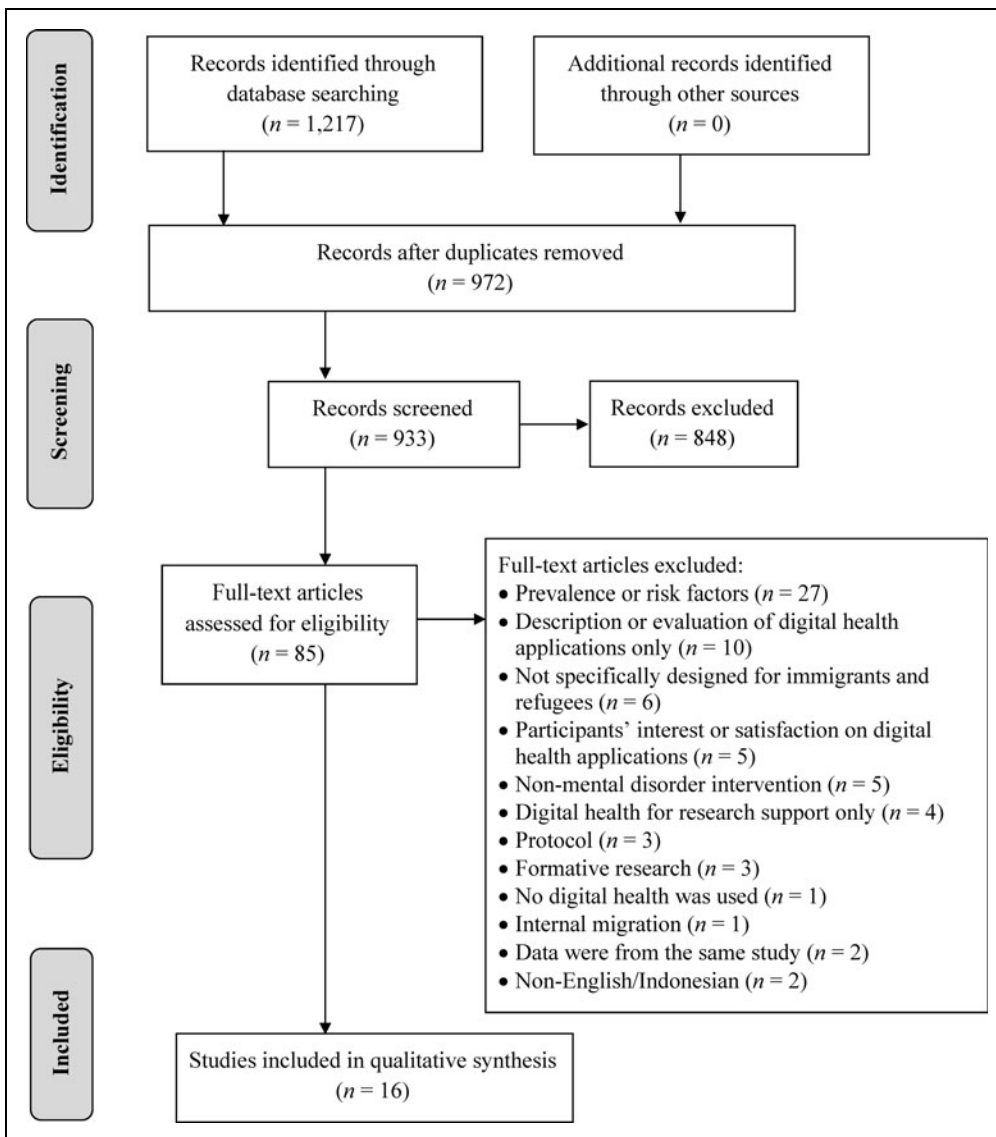 Identification
Records identified through
database searching
(n = 1,217)
Additional records identified
through other sources
(n = 0)
Records after duplicates removed
(n = 972)
Screening
Records screened
(n = 933)
Records excluded
(n = 848)
Eligibility
Full-text articles
assessed for eligibility
(n = 85)
Full-text articles excluded:
• Prevalence or risk factors (n = 27)
• Description or evaluation of digital health
applications only (n = 10)
• Not specifically designed for immigrants and
refugees (n = 6)
• Participants’ interest or satisfaction on digital
health applications (n = 5)
• Non-mental disorder intervention (n = 5)
• Digital health for research support only (n = 4)
• Protocol (n = 3)
• Formative research (n = 3)
• No digital health was used (n = 1)
• Internal migration (n = 1)
• Data were from the same study (n = 2)
• Non-English/Indonesian (n = 2)
Included
Studies included in qualitative synthesis
(n = 16)